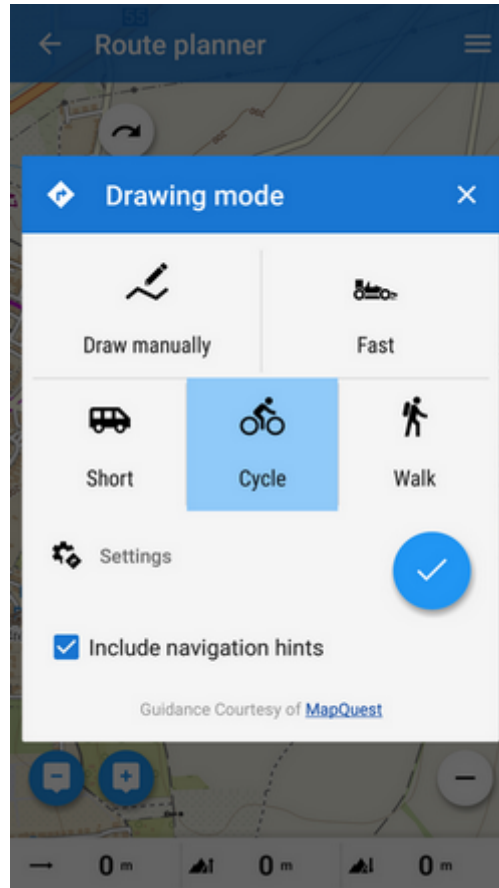 55
Route planner
Drawing mode
Draw manually
Fast
Short
Cycle
Walk
Settings
Include navigation hints
Guidance Courtesy of MapQuest
0 m
0 m
0 m